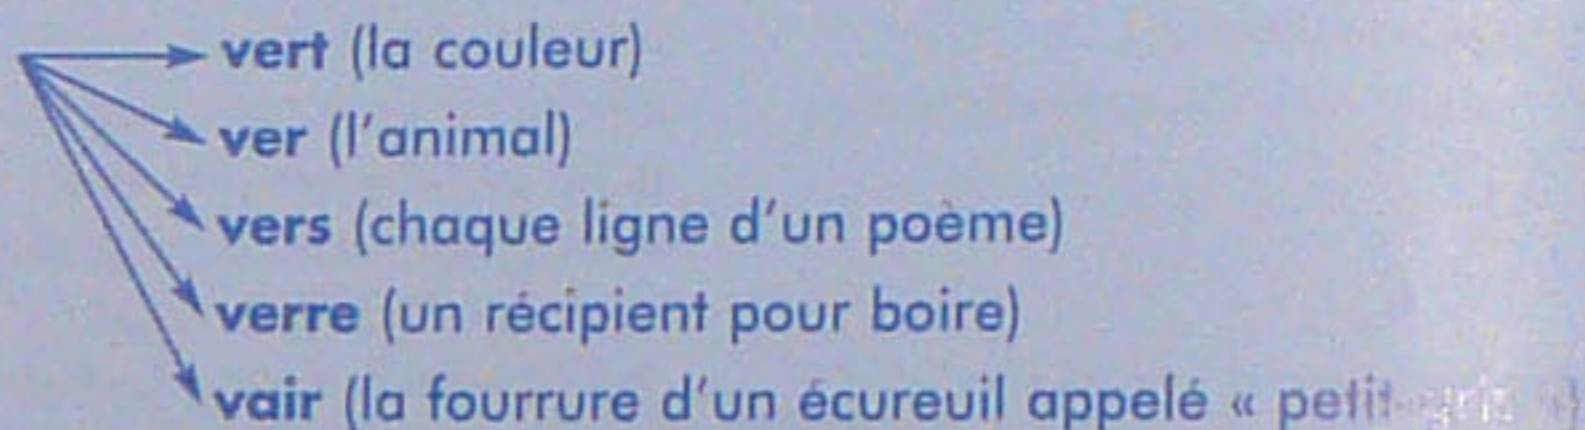 vert (la couleur)
ver (l'animal)
vers (chaque ligne d'un poème)
verre (un récipient pour boire)
vair (la fourrure d'un écureuil appelé « petit-gris »)